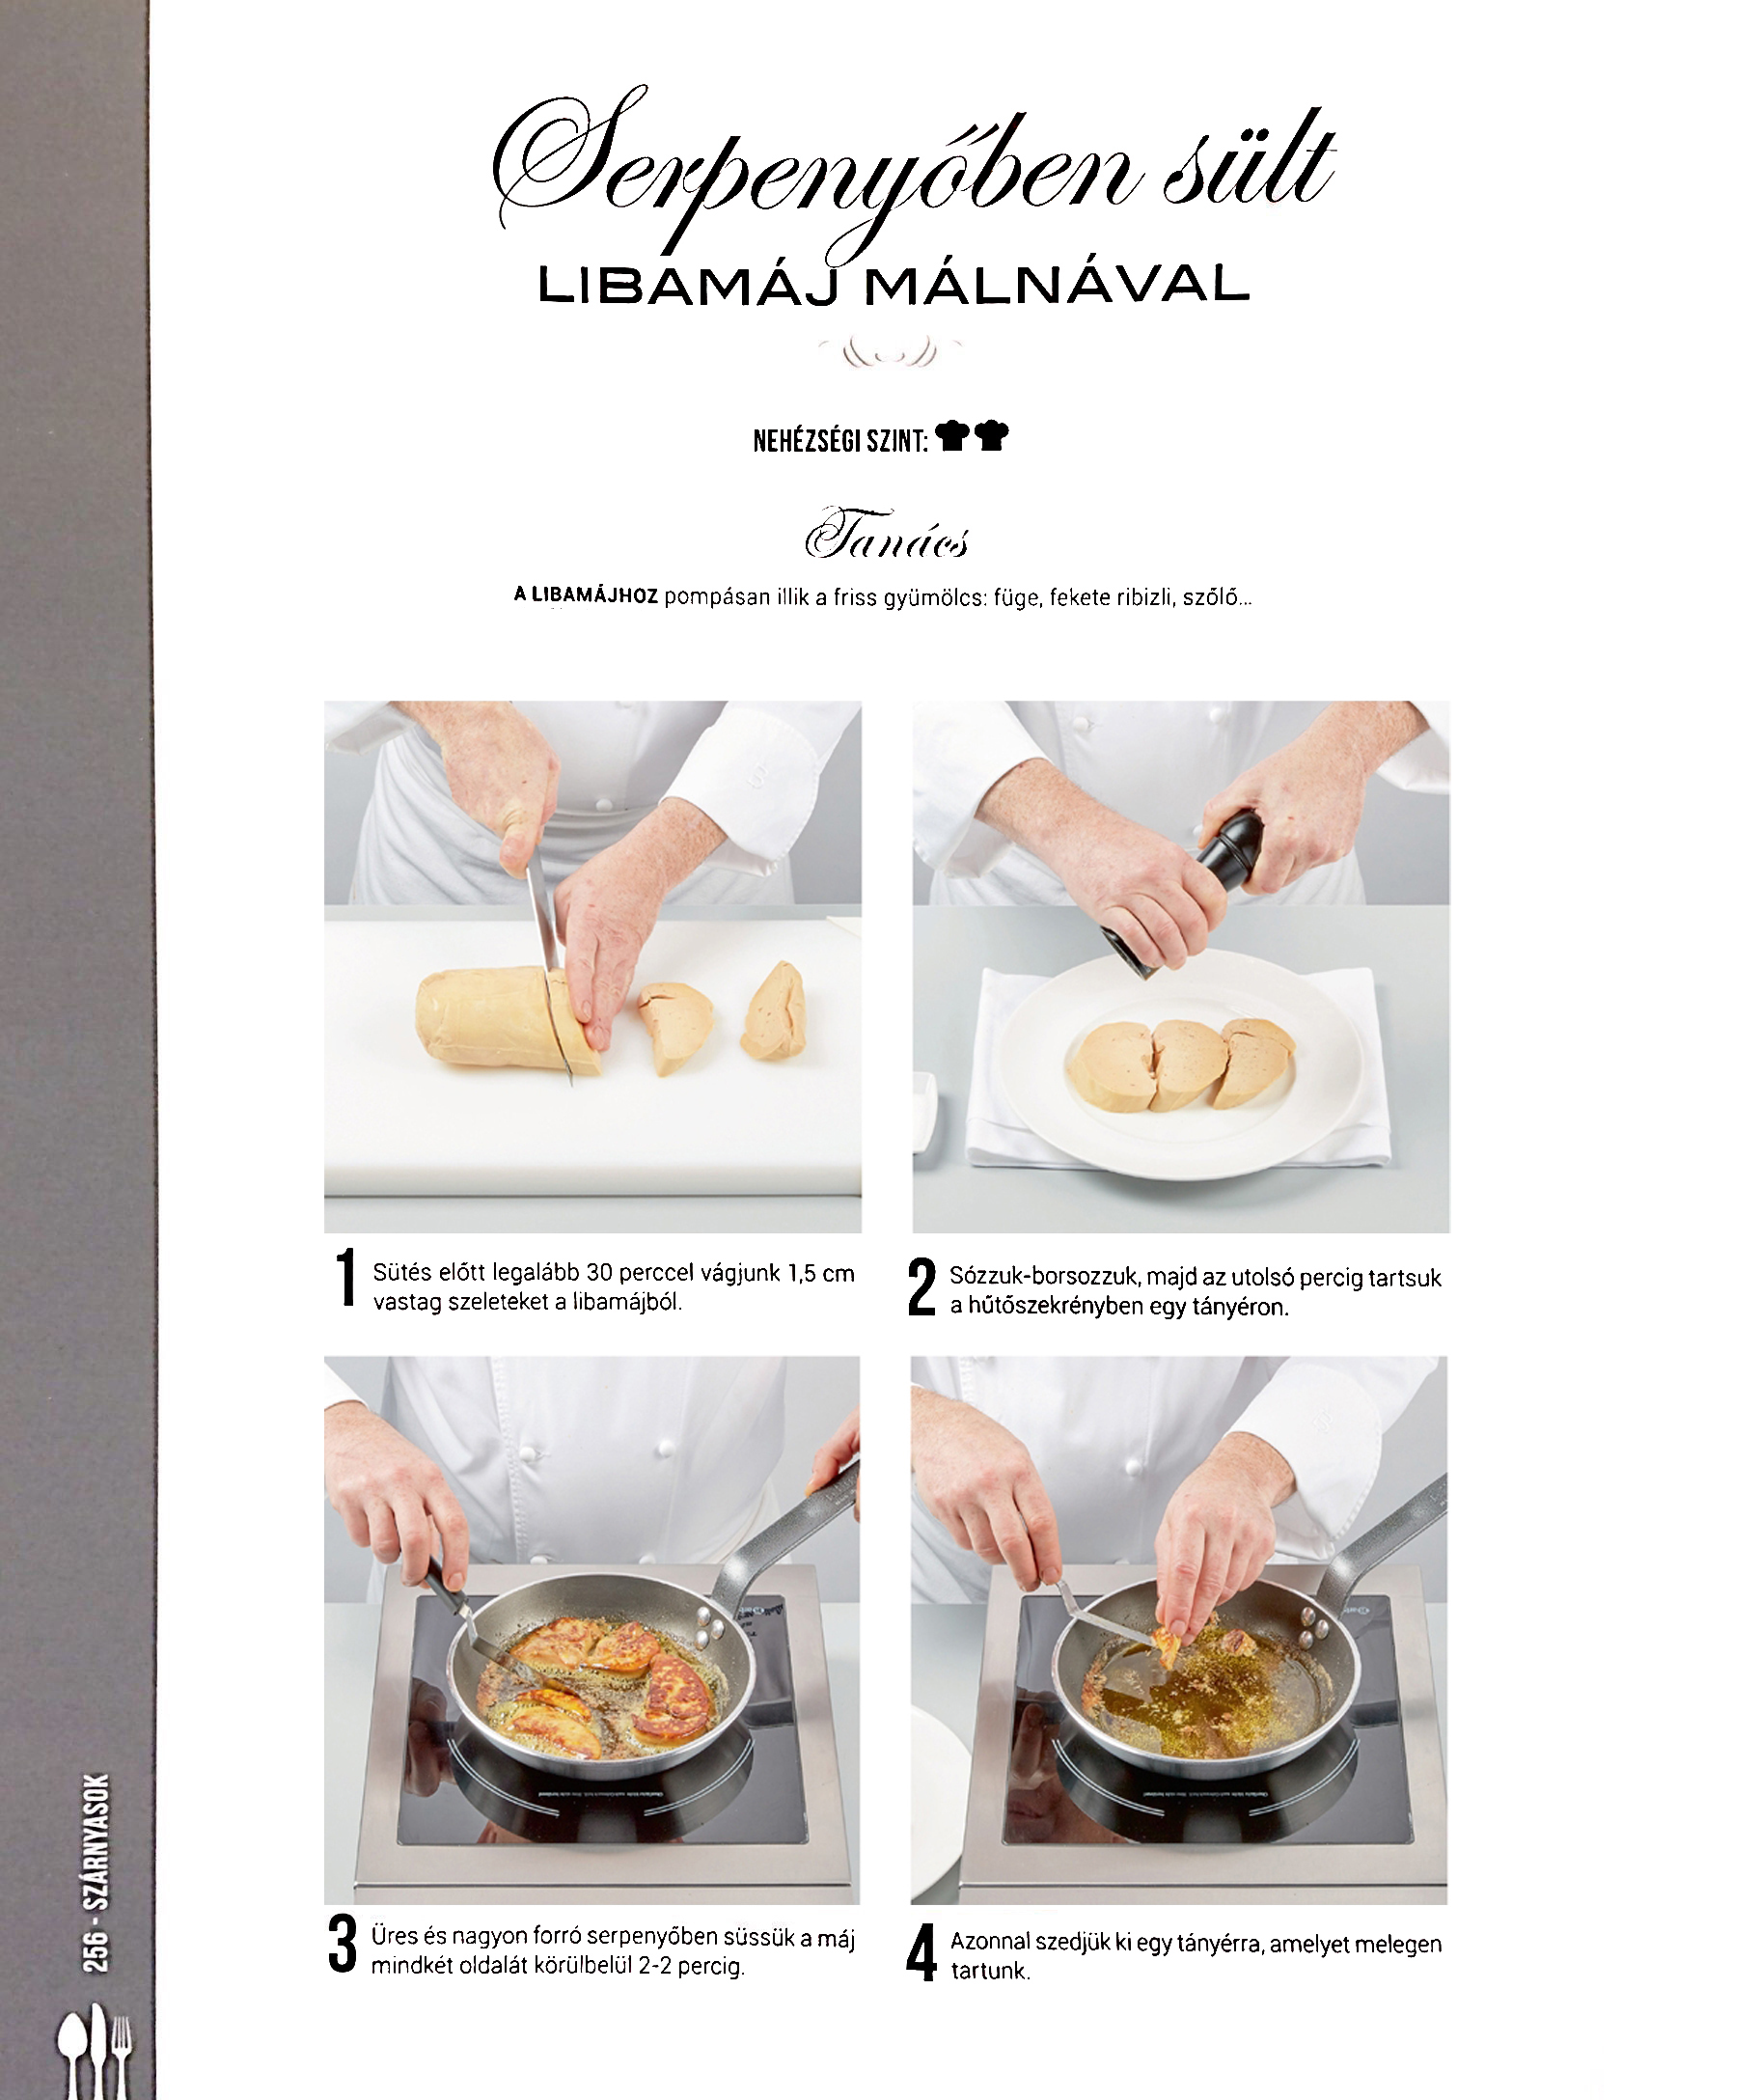 Serpenyőben sült
LIBAMÁJ MÁLNÁVAL
NEHÉZSÉGI SZINT:
Tanács
A LIBAMÁJHOZ pompásan illik a friss gyümölcs: füge, fekete ribizli, szőlő...
1 Sütés előtt legalább 30 perccel vágjunk 1,5 cm
vastag szeleteket a libamájból.
2 Sózzuk-borsozzuk, majd az utolsó percig tartsuk
a hűtőszekrényben egy tányéron.
3 Üres és nagyon forró serpenyőben süssük a máj
mindkét oldalát körülbelül 2-2 percig.
4 Azonnal szedjük ki egy tányérra, amelyet melegen
tartunk.
256 - SZÁRNYASOK